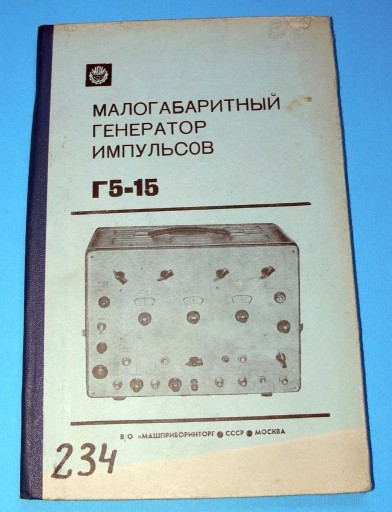 МАЛОГАБАРИТНЫЙ
ГЕНЕРАТОР
ИМПУЛЬСОВ
Г5-15
В/О «МАШПРИБОРИНТОРГ ● СССР ● МОСКВА
234